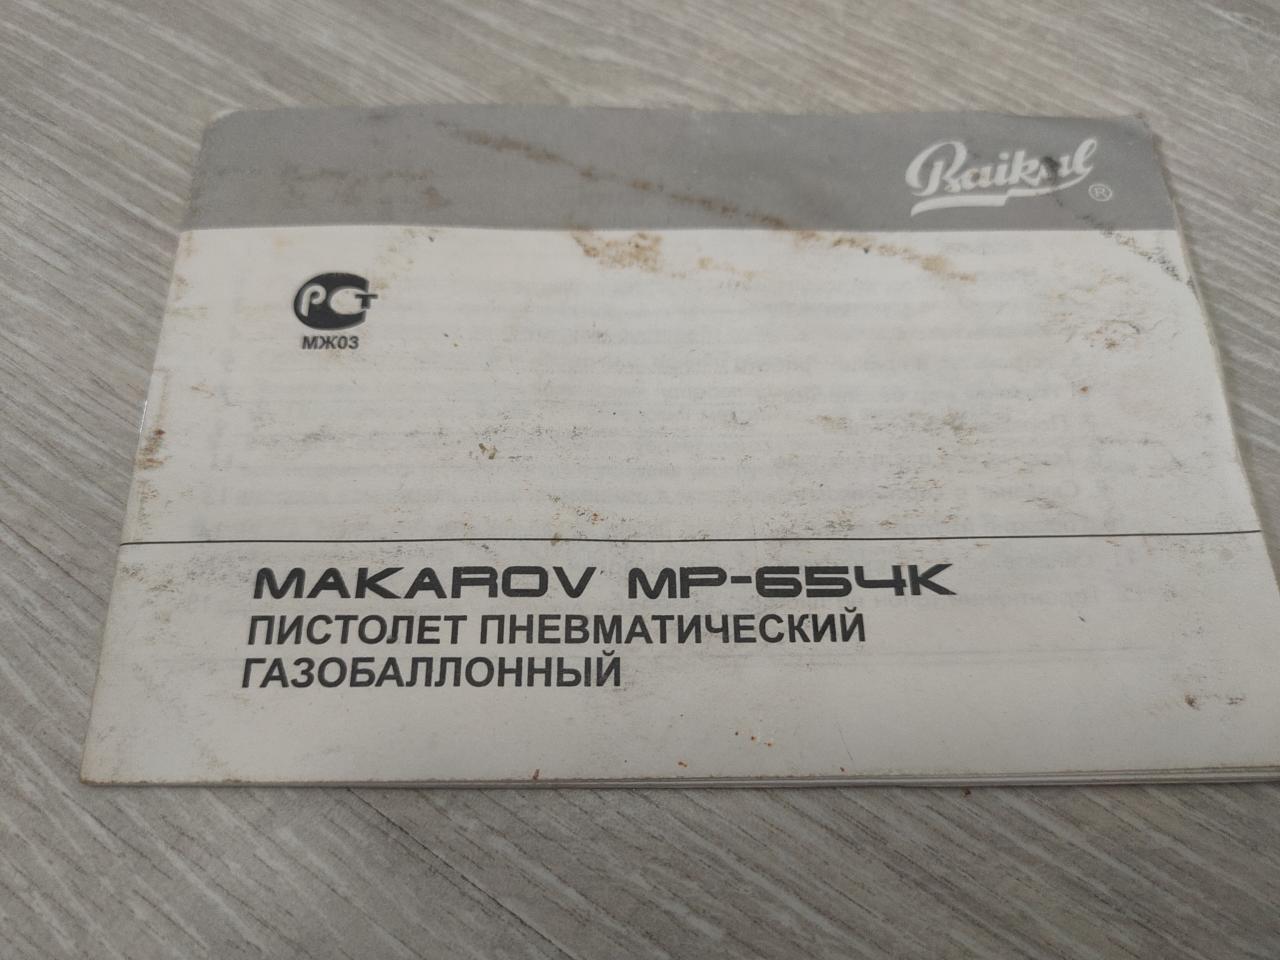 Baikal
®
РСТ
МЖ03
MAKAROV MP-654K
ПИСТОЛЕТ ПНЕВМАТИЧЕСКИЙ
ГАЗОБАЛЛОННЫЙ